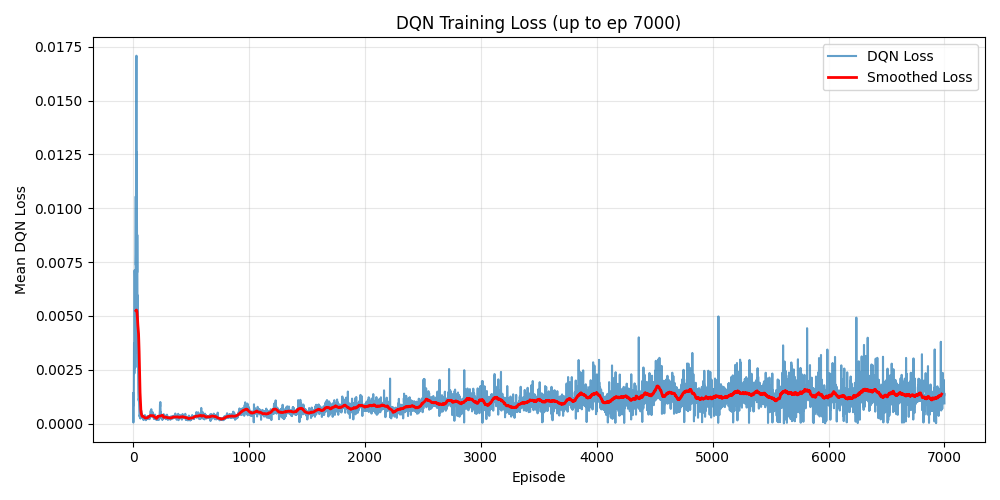 DQN Training Loss (up to ep 7000)
DQN Loss
Smoothed Loss
Mean DQN Loss
0.0175
0.0150
0.0125
0.0100
0.0075
0.0050
0.0025
0.0000
0 1000 2000 3000 4000 5000 6000 7000
Episode